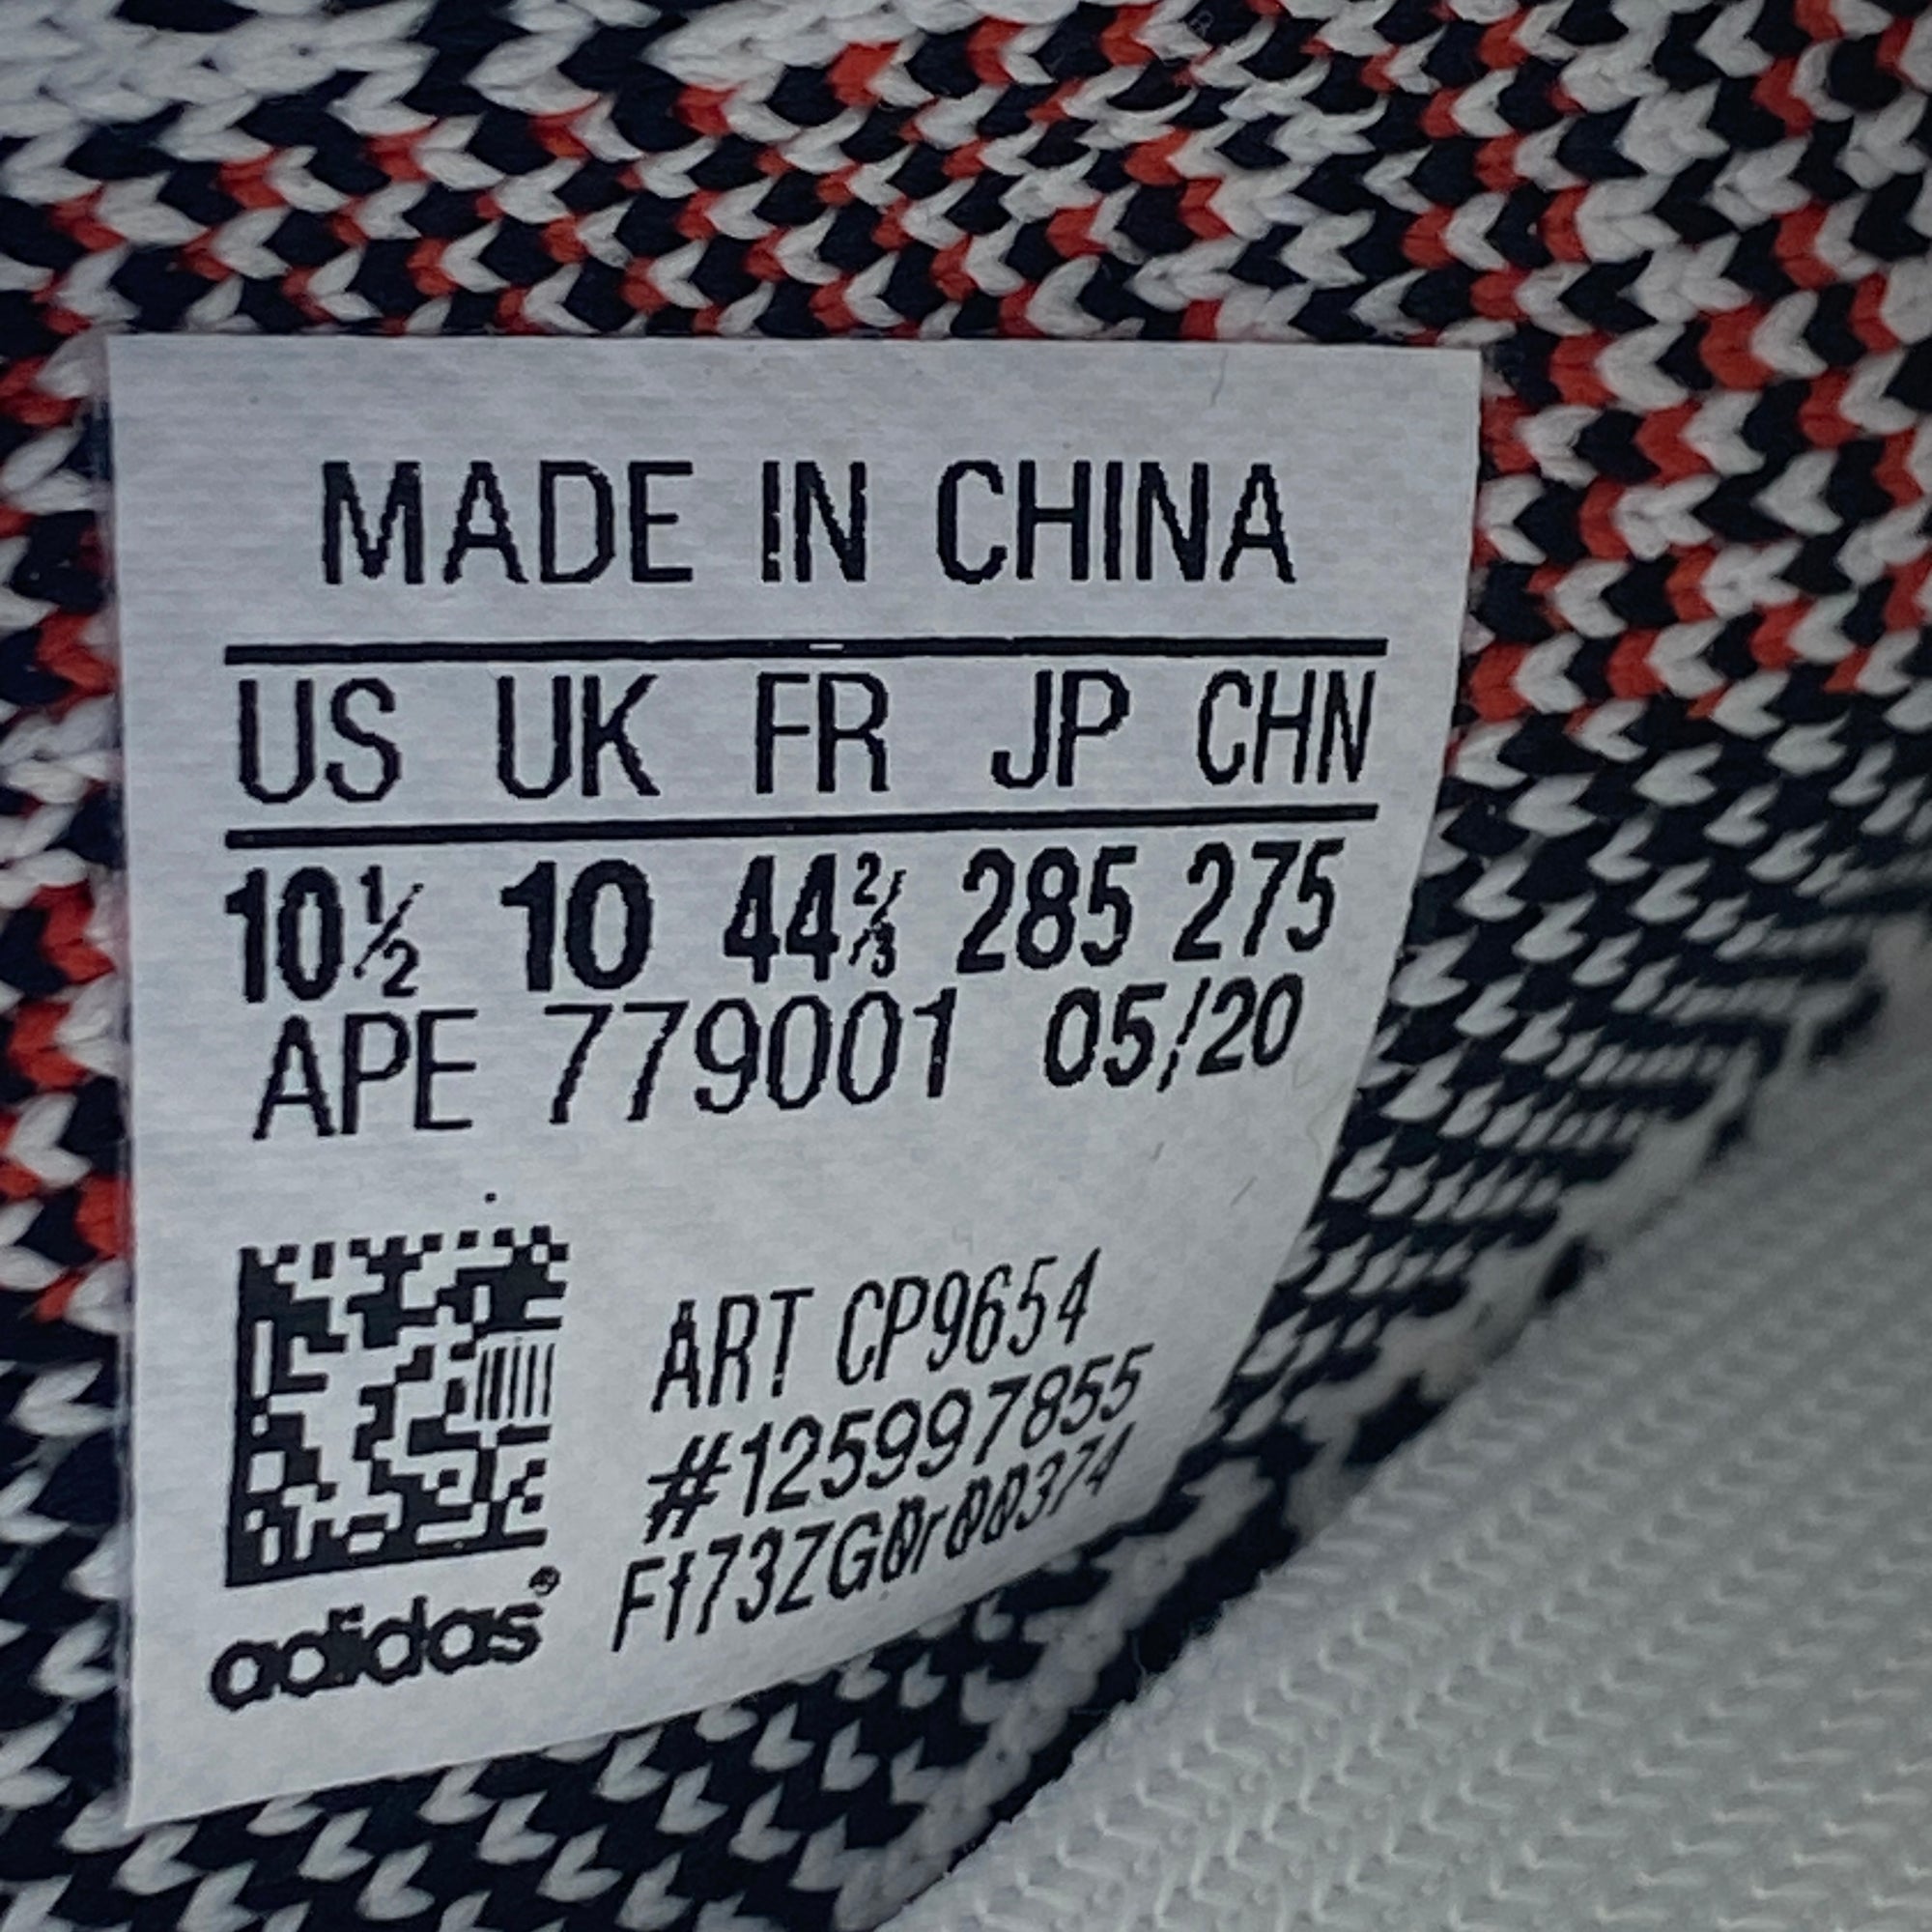 MADE IN CHINA
US UK FR JP CHN
10½ 10 44⅔ 285 275
APE 779001 05/20
ART CP9654
#125997855
Ff73ZG0r00374
adidas®